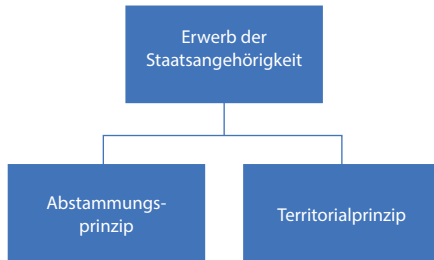 Erwerb der
Staatsangehörigkeit
Abstammungs-
prinzip
Territorialprinzip